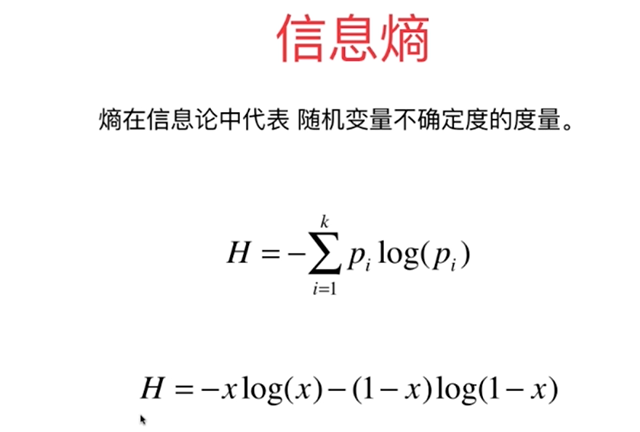 信息熵
熵在信息论中代表 随机变量不确定度的度量。
H = -∑_{i=1}^{k} p_i log(p_i)
H = -x log(x) - (1 - x) log(1 - x)